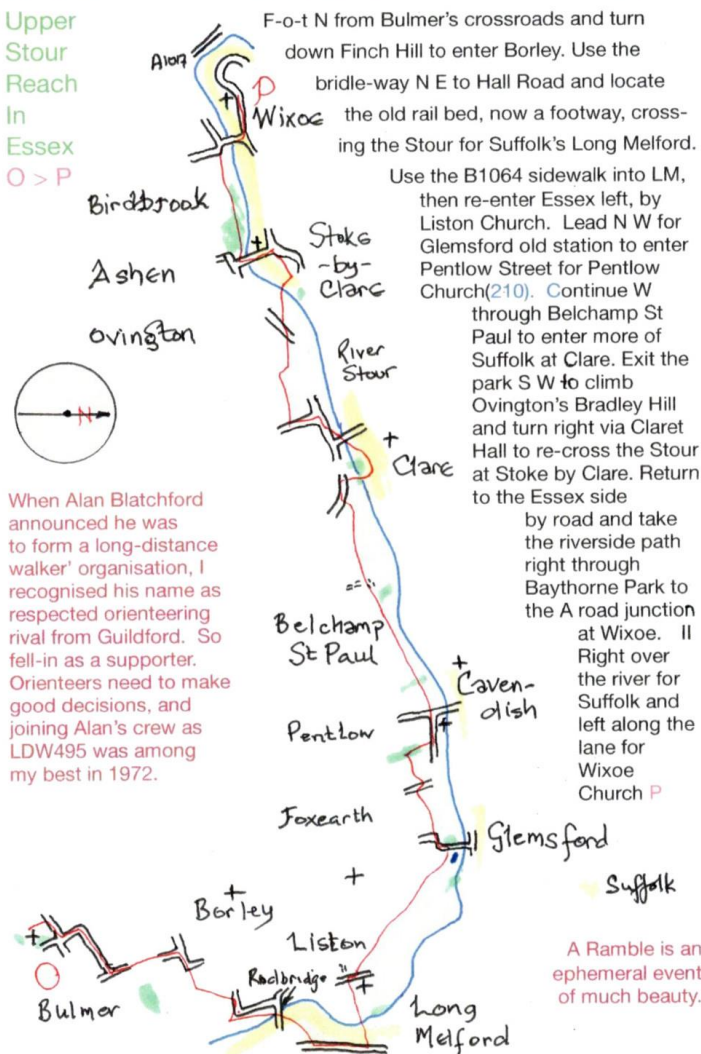 Upper
Stour
Reach
In
Essex
O > P
F-o-t N from Bulmer's crossroads and turn
down Finch Hill to enter Borley. Use the
bridle-way N E to Hall Road and locate
the old rail bed, now a footway, cross-
ing the Stour for Suffolk's Long Melford.
Use the B1064 sidewalk into LM,
then re-enter Essex left, by
Liston Church. Lead N W for
Glemsford old station to enter
Pentlow Street for Pentlow
Church(210). Continue W
through Belchamp St
Paul to enter more of
Suffolk at Clare. Exit the
park S W to climb
Ovington's Bradley Hill
and turn right via Claret
Hall to re-cross the Stour
at Stoke by Clare. Return
to the Essex side
by road and take
the riverside path
right through
Baythorne Park to
the A road junction
at Wixoe. II
Right over
the river for
Suffolk and
left along the
lane for
Wixoe
Church P
A1017
P
Wixoe
Birdbrook
Stoke
-by-
Clare
Ashen
Ovington
River
Stour
N
Clare
When Alan Blatchford
announced he was
to form a long-distance
walker' organisation, I
recognised his name as
respected orienteering
rival from Guildford. So
fell-in as a supporter.
Orienteers need to make
good decisions, and
joining Alan's crew as
LDW495 was among
my best in 1972.
Belchamp
St Paul
Caven-
dish
Pentlow
Foxearth
Glemsford
Suffolk
Borley
Liston
Rodbridge
O
Bulmer
Long
Melford
A Ramble is an
ephemeral event
of much beauty.